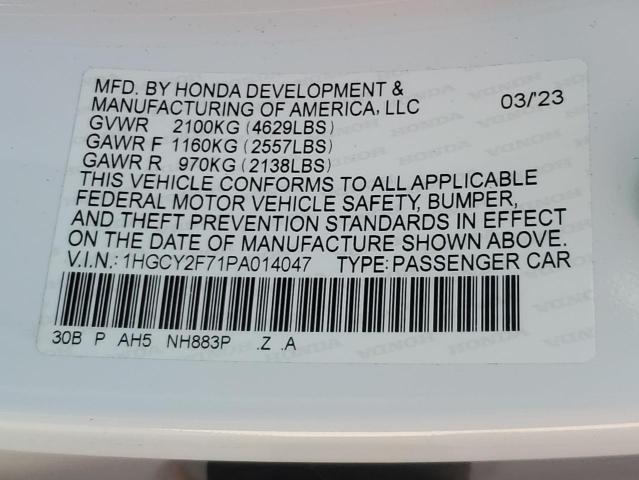 MFD. BY HONDA DEVELOPMENT &
MANUFACTURING OF AMERICA, LLC 03/'23
GVWR 2100KG (4629LBS)
GAWR F 1160KG (2557LBS)
GAWR R 970KG (2138LBS)
THIS VEHICLE CONFORMS TO ALL APPLICABLE
FEDERAL MOTOR VEHICLE SAFETY, BUMPER,
AND THEFT PREVENTION STANDARDS IN EFFECT
ON THE DATE OF MANUFACTURE SHOWN ABOVE.
V.I.N.:1HGCY2F71PA014047 TYPE:PASSENGER CAR
30B P AH5 NH883P .Z .A